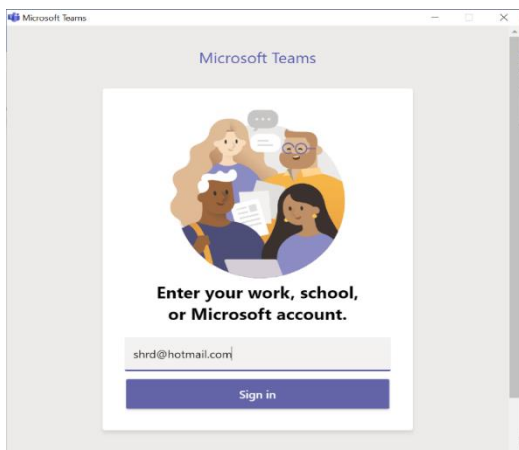 Microsoft Teams
Microsoft Teams
Enter your work, school,
or Microsoft account.
shrd@hotmail.com
Sign in